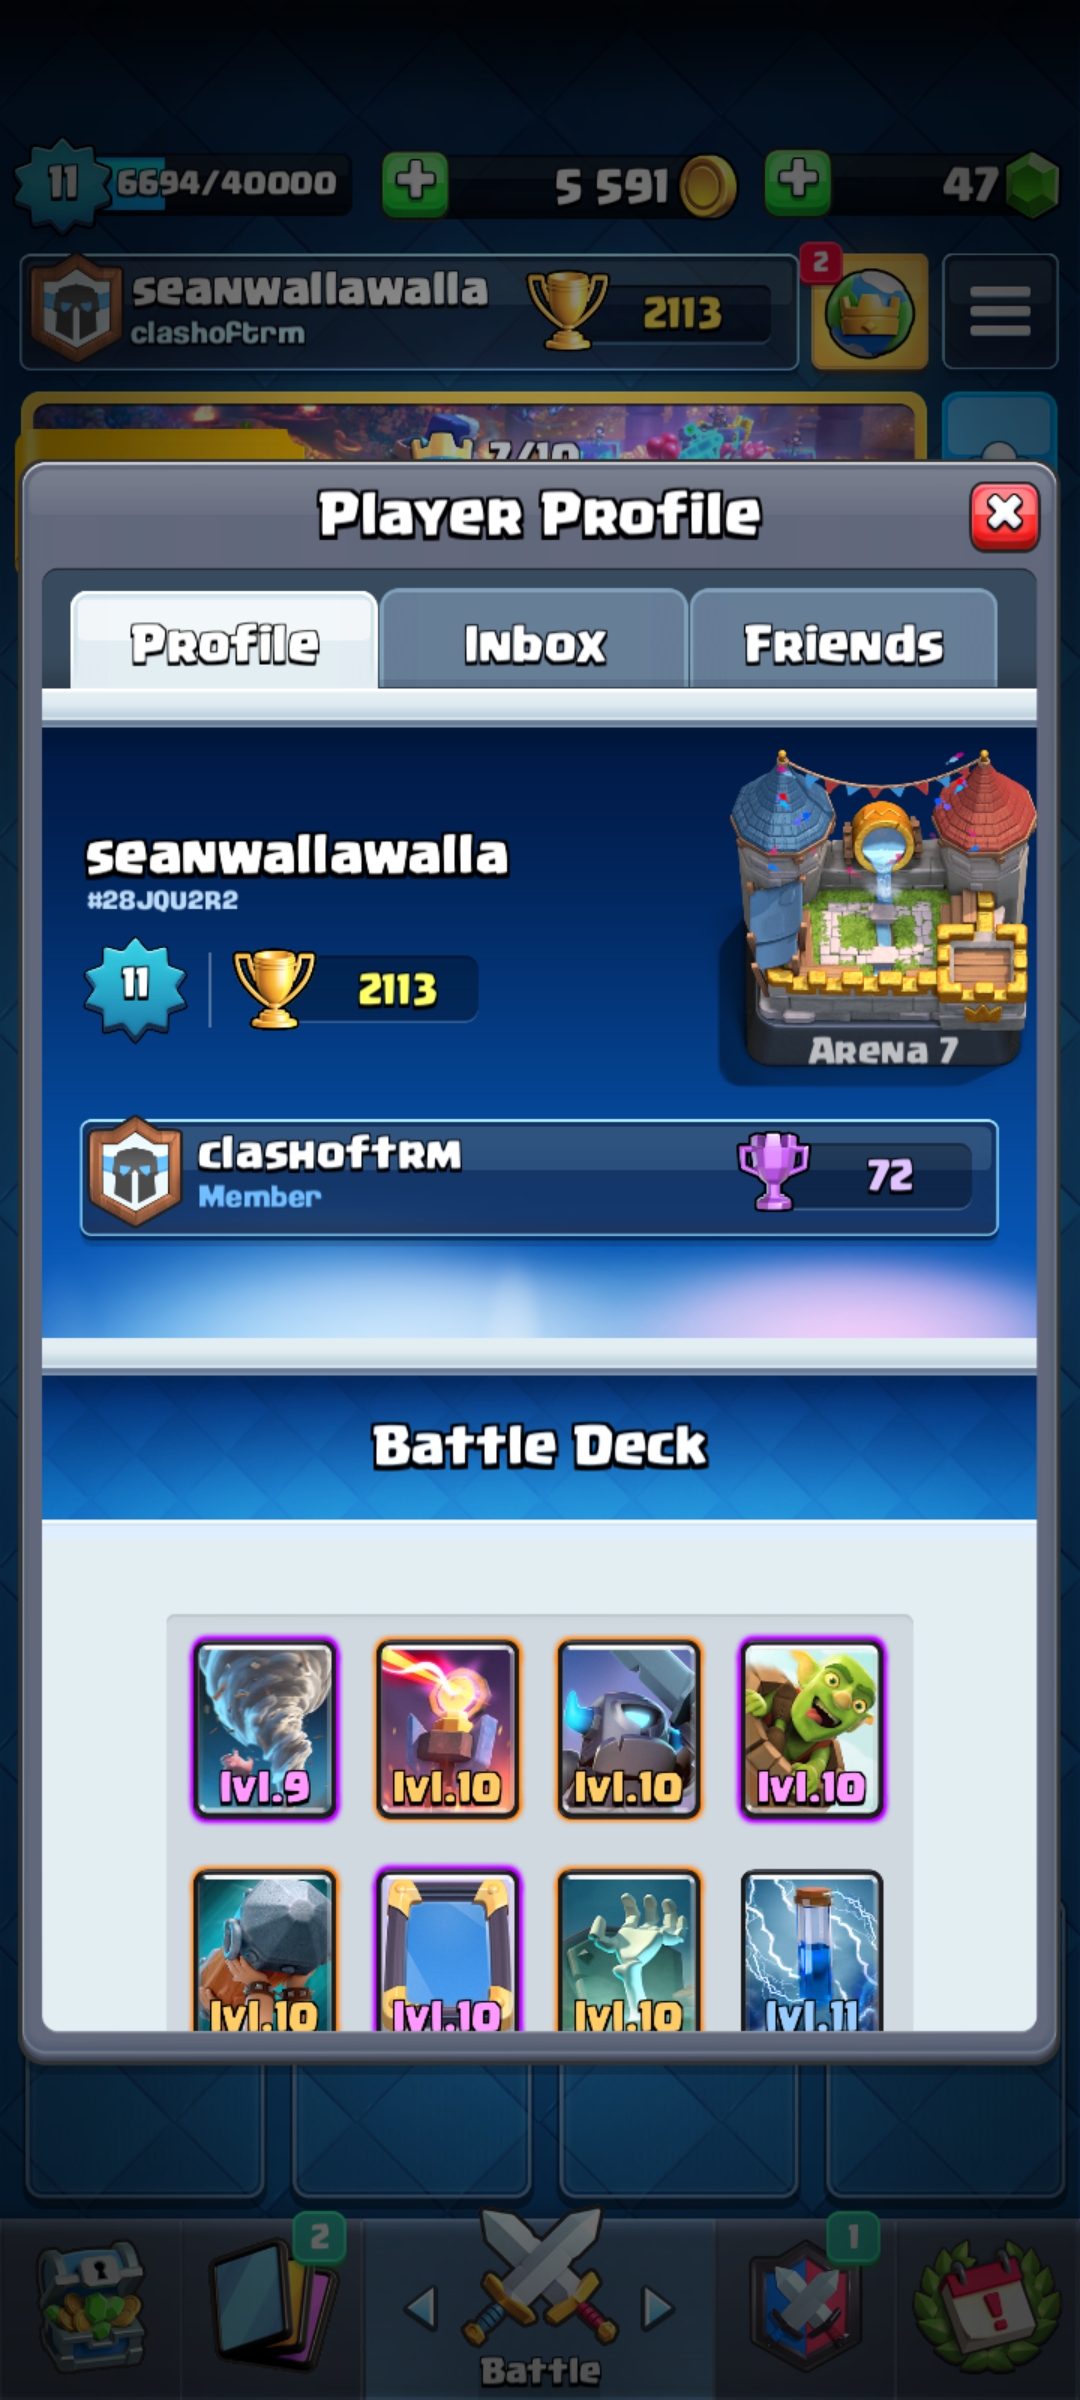 11 6694/40000 5 591 47
seanwallawalla 2113 2
clashoftrm
7/10
Player Profile
Profile Inbox Friends
seanwallawalla
#28JQU2R2
11 2113
Arena 7
clashoftrm
Member
72
Battle Deck
lvl.9 lvl.10 lvl.10 lvl.10
lvl.10 lvl.10 lvl.10 lvl.11
2 1
Battle